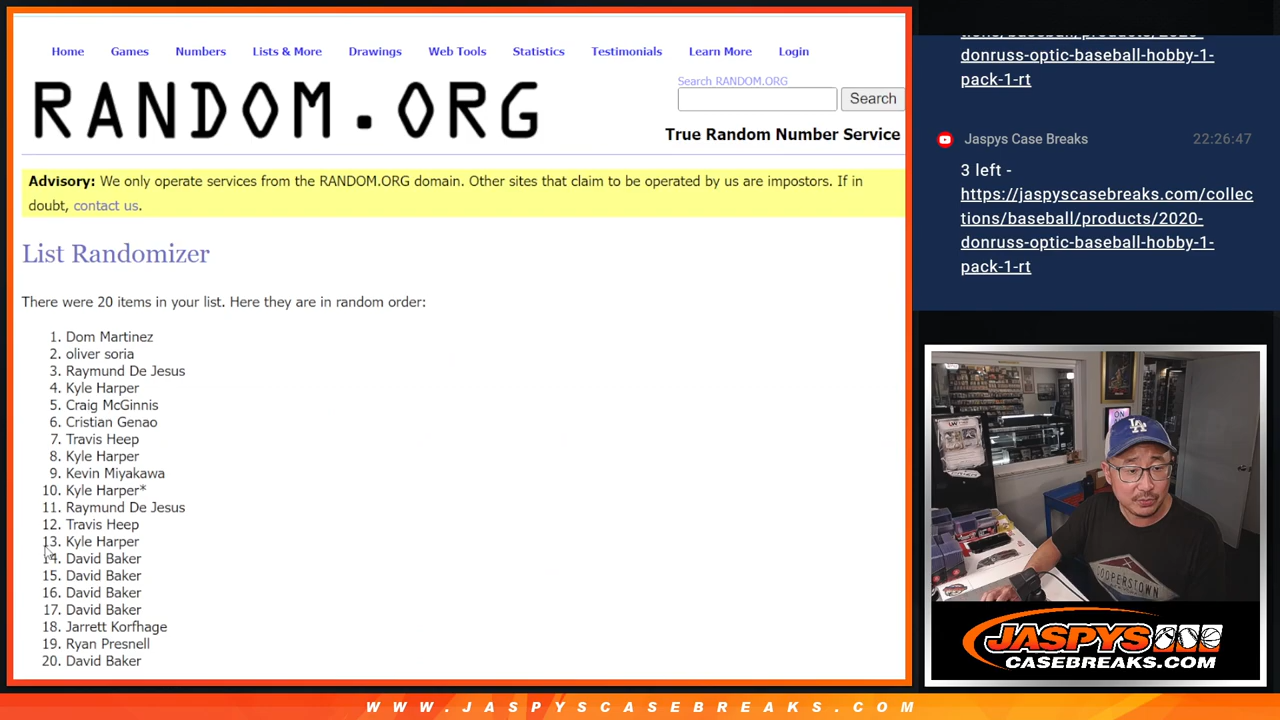 Home Games Numbers Lists & More Drawings Web Tools Statistics Testimonials Learn More Login
RANDOM.ORG
Search RANDOM.ORG
Search
True Random Number Service
Advisory: We only operate services from the RANDOM.ORG domain. Other sites that claim to be operated by us are impostors. If in
doubt, contact us.
List Randomizer
There were 20 items in your list. Here they are in random order:
1. Dom Martinez
2. oliver soria
3. Raymund De Jesus
4. Kyle Harper
5. Craig McGinnis
6. Cristian Genao
7. Travis Heep
8. Kyle Harper
9. Kevin Miyakawa
10. Kyle Harper*
11. Raymund De Jesus
12. Travis Heep
13. Kyle Harper
14. David Baker
15. David Baker
16. David Baker
17. David Baker
18. Jarrett Korfhage
19. Ryan Presnell
20. David Baker
tions/baseball/products/2020-
donruss-optic-baseball-hobby-1-
pack-1-rt
Jaspys Case Breaks 22:26:47
3 left -
https://jaspyscasebreaks.com/collec
tions/baseball/products/2020-
donruss-optic-baseball-hobby-1-
pack-1-rt
ON
LA
COOPERSTOWN
JASPYS
CASEBREAKS.COM
WWW.JASPYSCASEBREAKS.COM